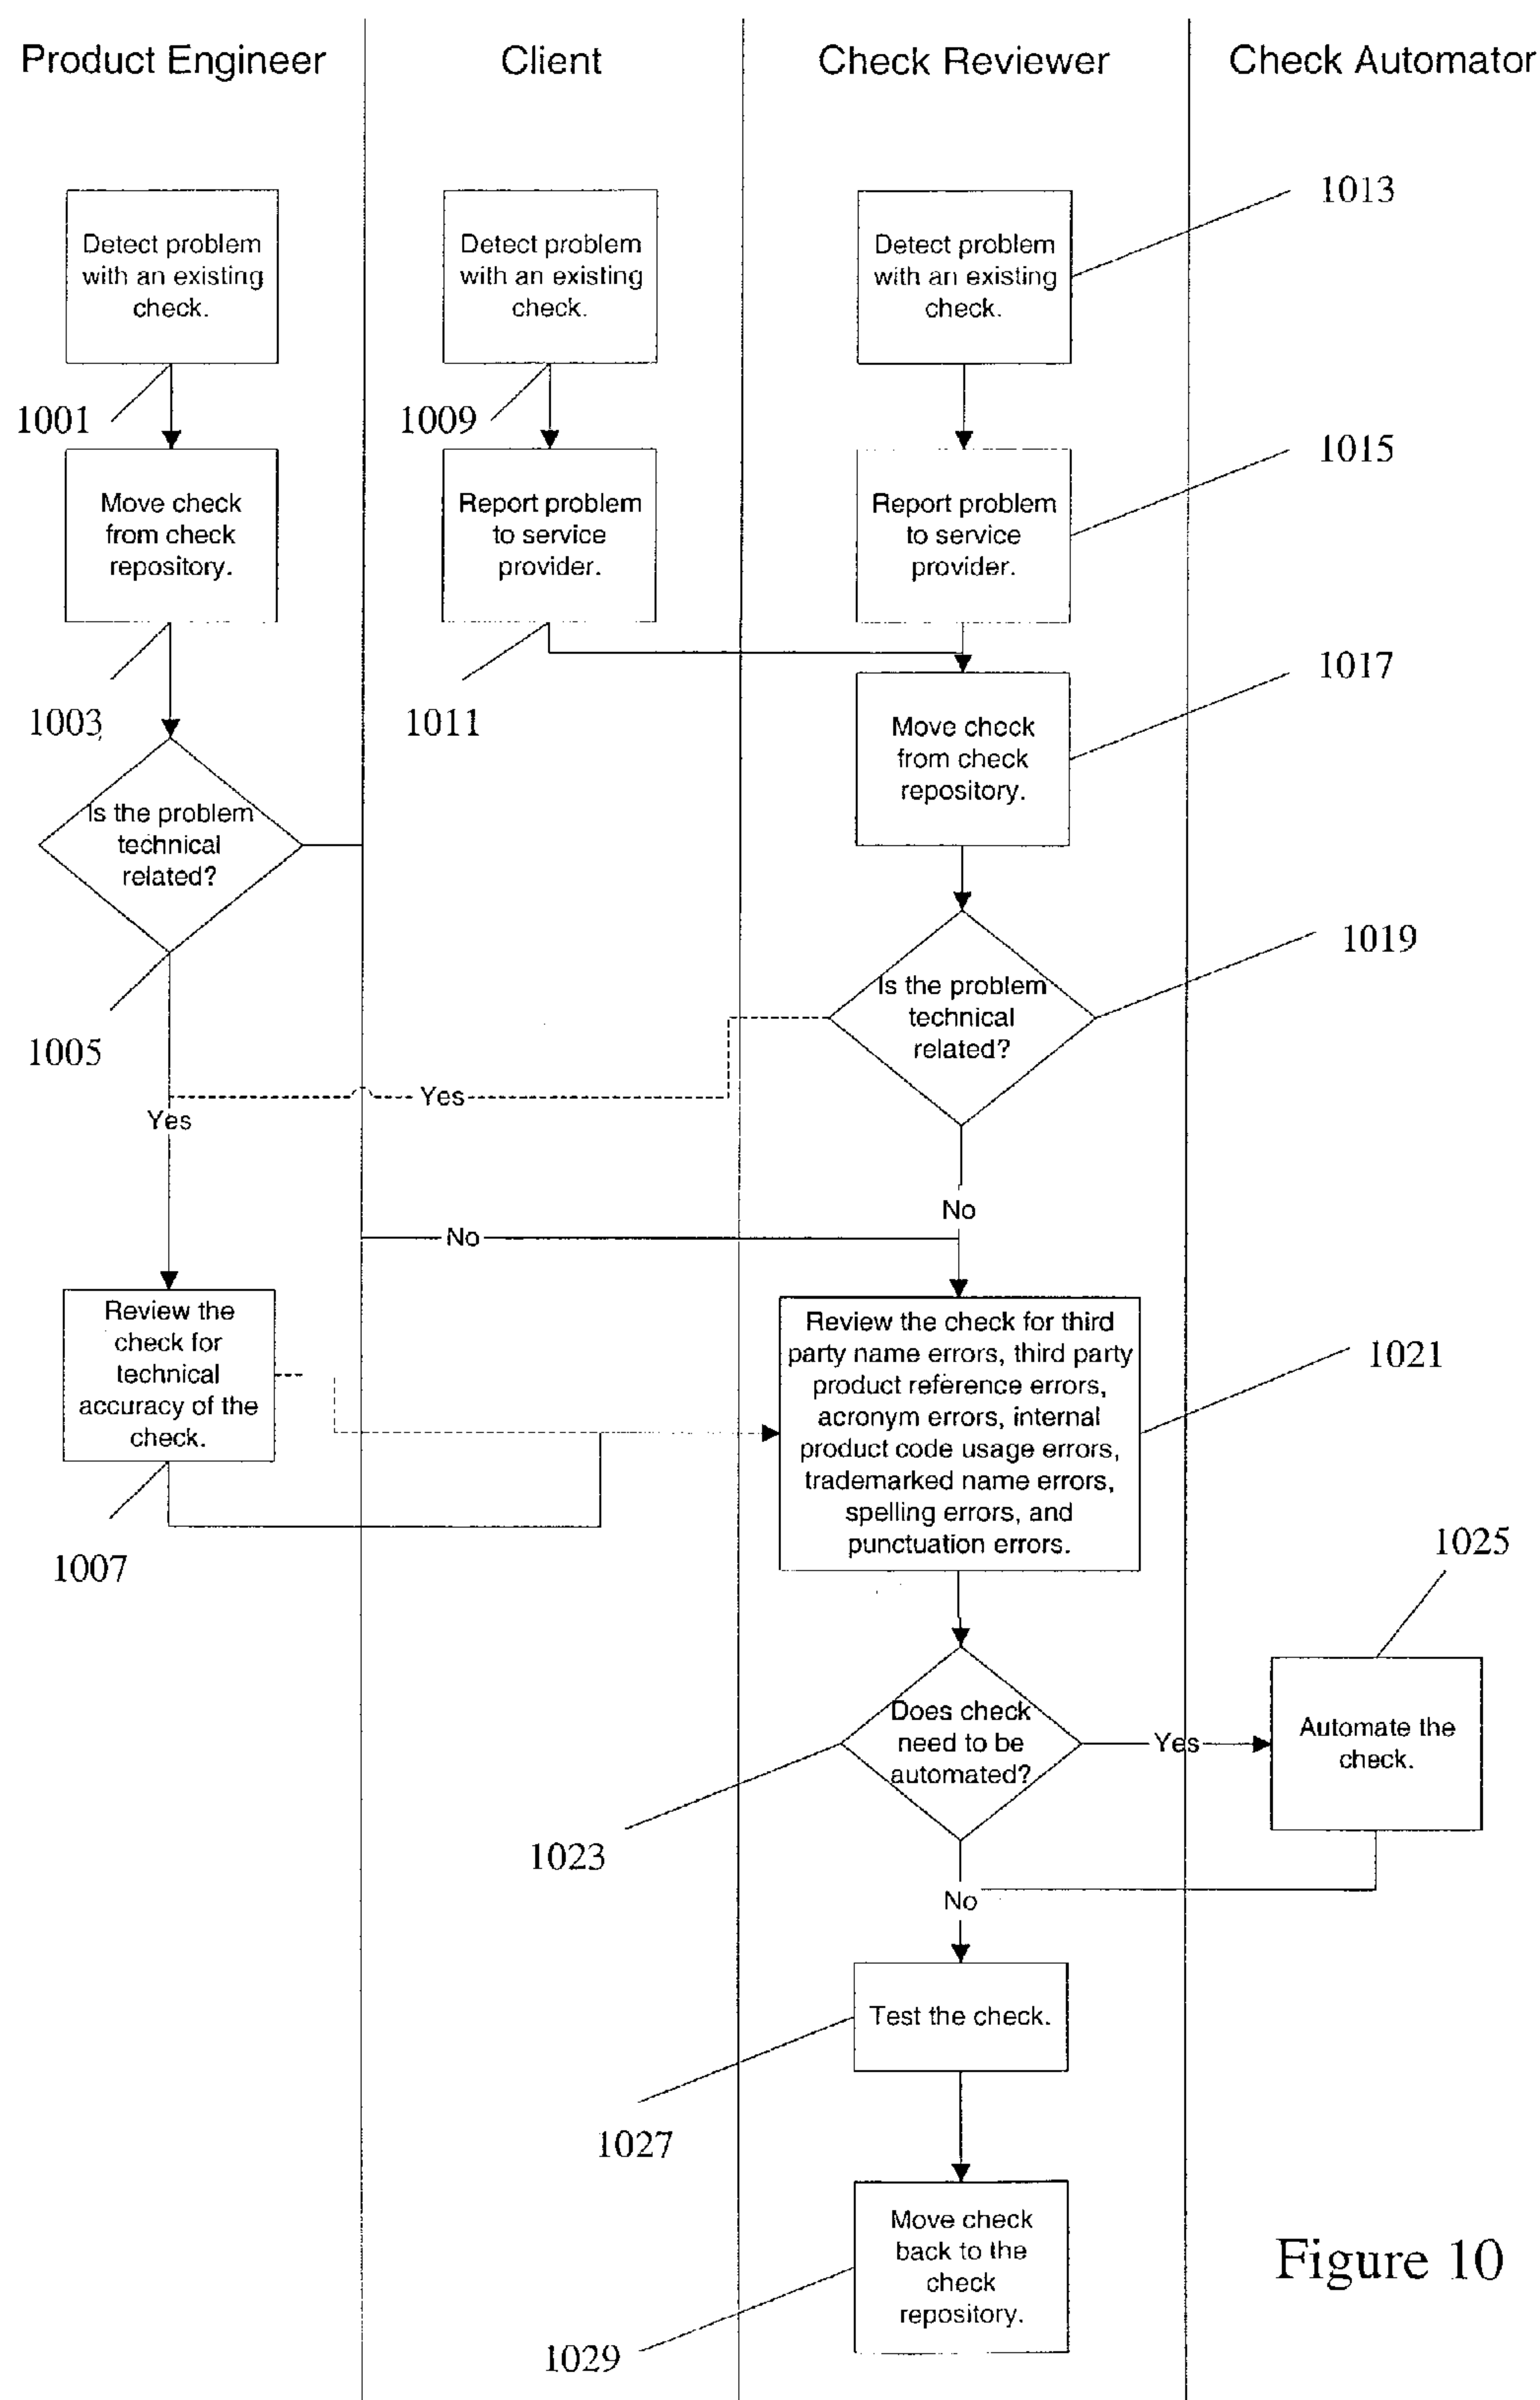 Product Engineer
Client
Check Reviewer
Check Automator
Detect problem
with an existing
check.
1001
Move check
from check
repository.
1003
Is the problem
technical
related?
1005
Yes
Review the
check for
technical
accuracy of the
check.
1007
Detect problem
with an existing
check.
1009
Report problem
to service
provider.
1011
Yes
No
Detect problem
with an existing
check.
1013
Report problem
to service
provider.
1015
Move check
from check
repository.
1017
Is the problem
technical
related?
1019
No
Review the check for third
party name errors, third party
product reference errors,
acronym errors, internal
product code usage errors,
trademarked name errors,
spelling errors, and
punctuation errors.
1021
Does check
need to be
automated?
1023
Yes
Automate the
check.
1025
No
Test the check.
1027
Move check
back to the
check
repository.
1029
Figure 10